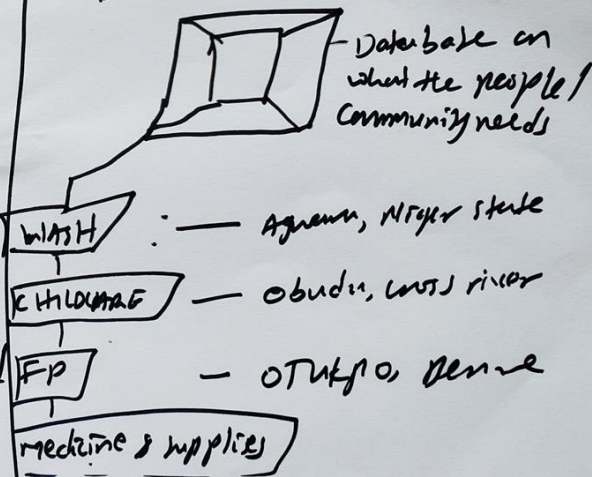 Database on
what the people/
Community needs
WASH : — Agwara, Niger State
CHILDCARE — Obudu, cross river
FP — OTUKPO, Benue
medicine & supplies